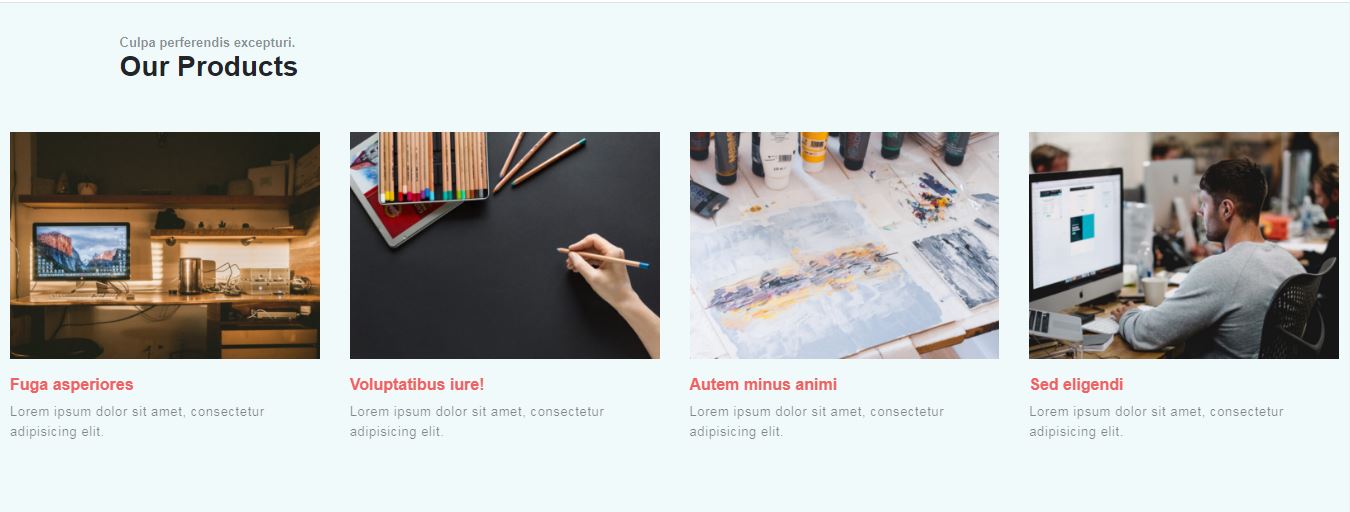 Culpa perferendis excepturi.
Our Products
Fuga asperiores
Lorem ipsum dolor sit amet, consectetur
adipisicing elit.
Voluptatibus iure!
Lorem ipsum dolor sit amet, consectetur
adipisicing elit.
Autem minus animi
Lorem ipsum dolor sit amet, consectetur
adipisicing elit.
Sed eligendi
Lorem ipsum dolor sit amet, consectetur
adipisicing elit.